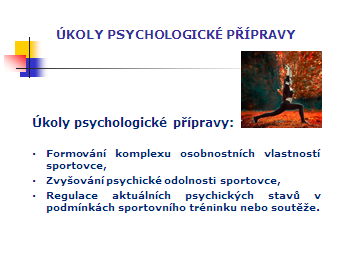 ÚKOLY PSYCHOLOGICKÉ PŘÍPRAVY
Úkoly psychologické přípravy:
• Formování komplexu osobnostních vlastností
sportovce,
• Zvyšování psychické odolnosti sportovce,
• Regulace aktuálních psychických stavů v
podmínkách sportovního tréninku nebo soutěže.